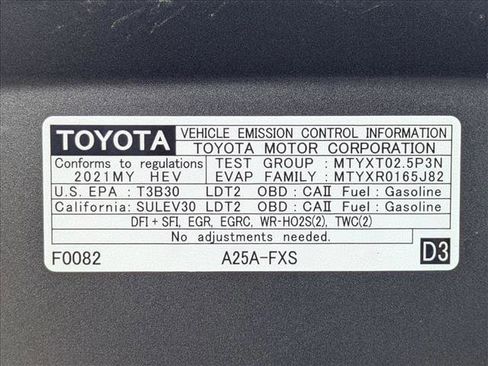 TOYOTA VEHICLE EMISSION CONTROL INFORMATION
TOYOTA MOTOR CORPORATION
Conforms to regulations TEST GROUP : MTYXT02.5P3N
2021MY HEV EVAP FAMILY : MTYXR0165J82
U.S. EPA : T3B30 LDT2 OBD : CAII Fuel : Gasoline
California: SULEV30 LDT2 OBD : CAII Fuel : Gasoline
DFI + SFI, EGR, EGRC, WR-HO2S(2), TWC(2)
No adjustments needed.
F0082 A25A-FXS D3